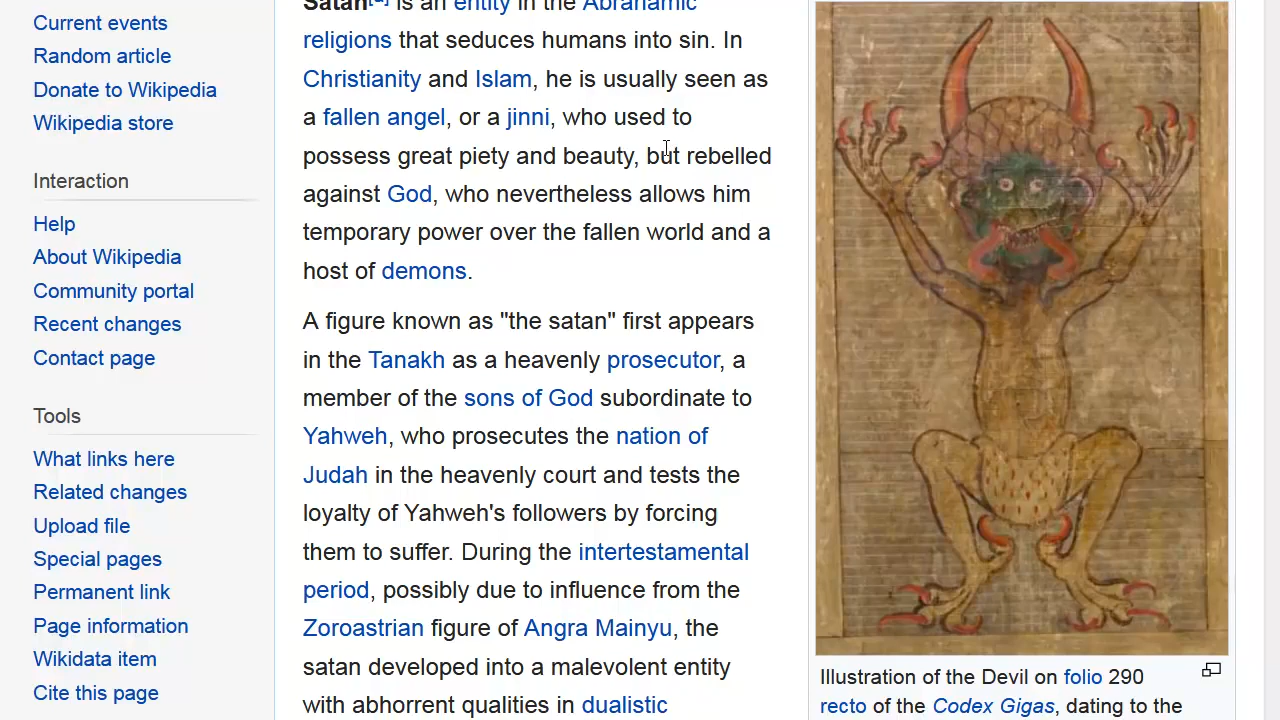 Current events
Random article
Donate to Wikipedia
Wikipedia store
Interaction
Help
About Wikipedia
Community portal
Recent changes
Contact page
Tools
What links here
Related changes
Upload file
Special pages
Permanent link
Page information
Wikidata item
Cite this page
Satan[a] is an entity in the Abrahamic
religions that seduces humans into sin. In
Christianity and Islam, he is usually seen as
a fallen angel, or a jinni, who used to
possess great piety and beauty, but rebelled
against God, who nevertheless allows him
temporary power over the fallen world and a
host of demons.
A figure known as "the satan" first appears
in the Tanakh as a heavenly prosecutor, a
member of the sons of God subordinate to
Yahweh, who prosecutes the nation of
Judah in the heavenly court and tests the
loyalty of Yahweh's followers by forcing
them to suffer. During the intertestamental
period, possibly due to influence from the
Zoroastrian figure of Angra Mainyu, the
satan developed into a malevolent entity
with abhorrent qualities in dualistic
Illustration of the Devil on folio 290
recto of the Codex Gigas, dating to the